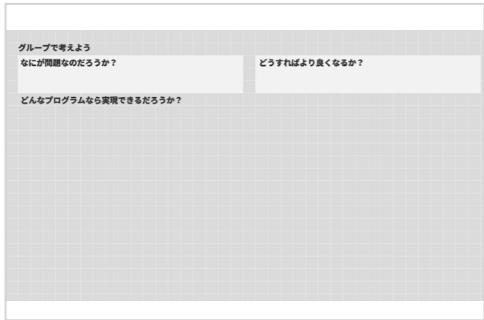 グループで考えよう
なにが問題なのだろうか？
どうすればより良くなるか？
どんなプログラムなら実現できるだろうか？